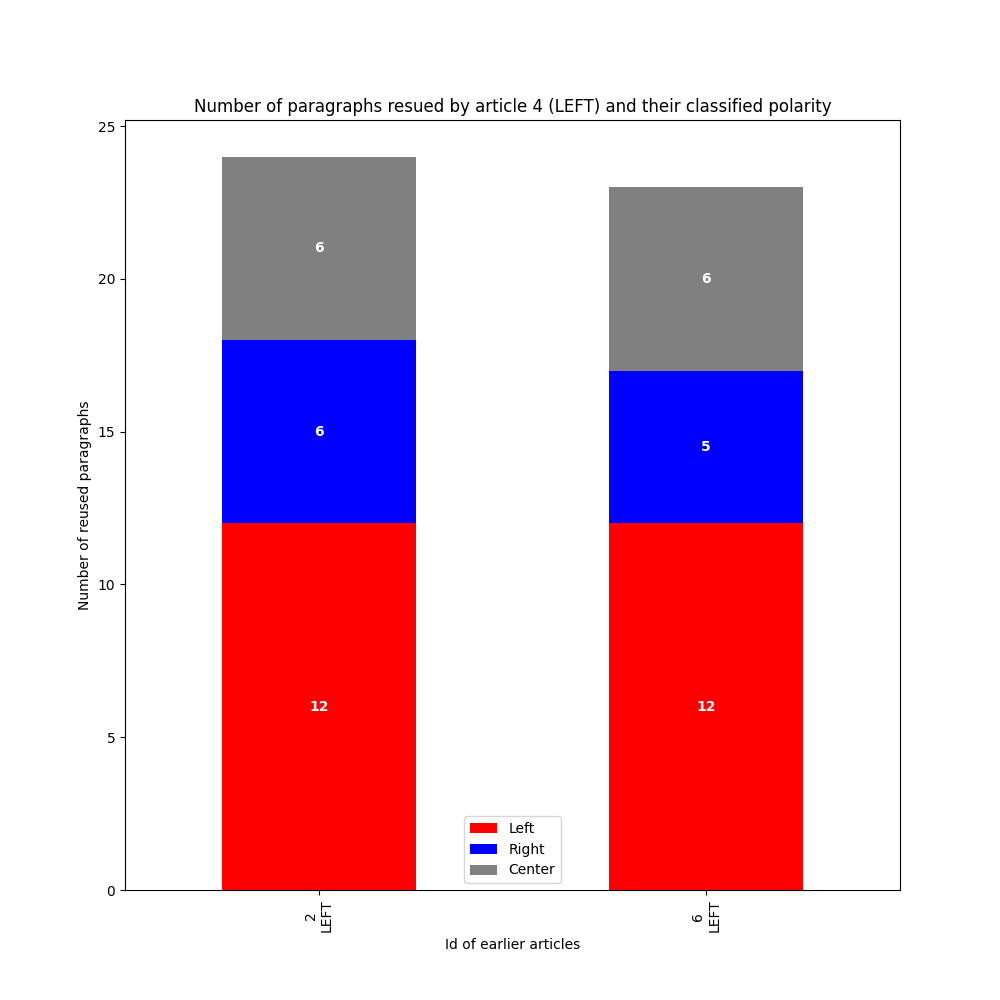 Number of paragraphs resued by article 4 (LEFT) and their classified polarity
Number of reused paragraphs
25
20
15
10
5
0
6
6
12
6
5
12
Left
Right
Center
2
LEFT
6
LEFT
Id of earlier articles